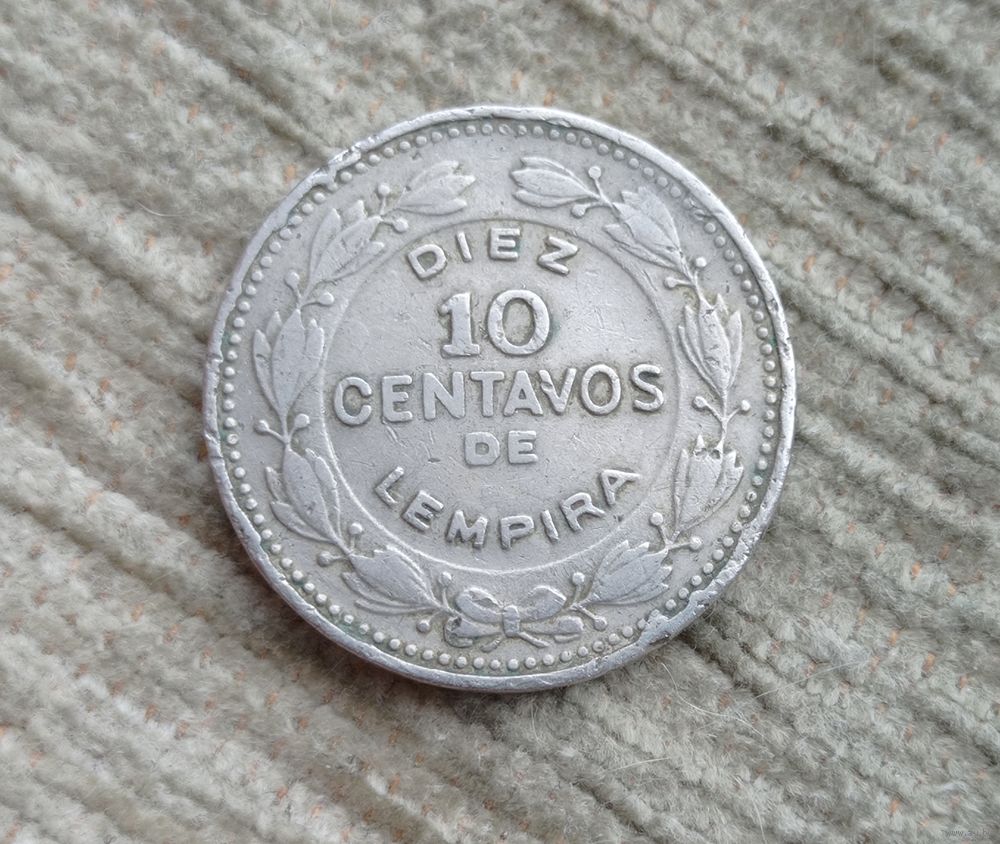 DIEZ
10
CENTAVOS
DE
LEMPIRA